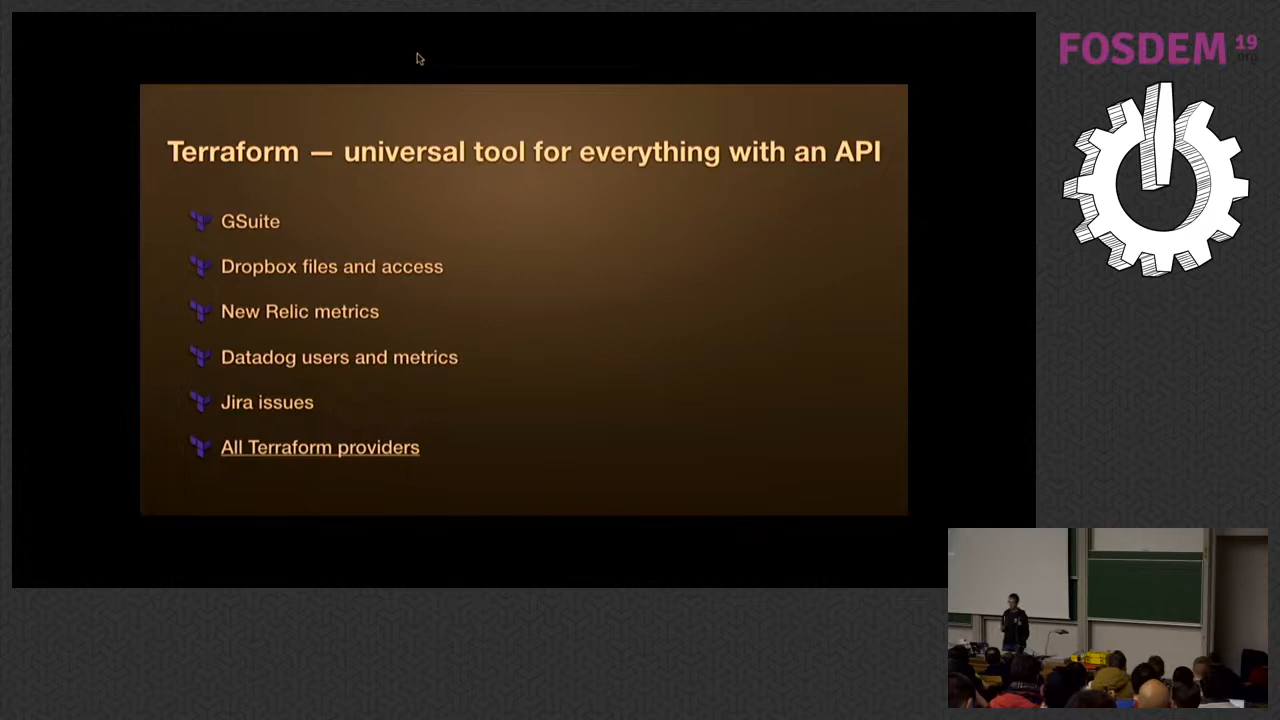 FOSDEM 19
.org
Terraform — universal tool for everything with an API
GSuite
Dropbox files and access
New Relic metrics
Datadog users and metrics
Jira issues
All Terraform providers